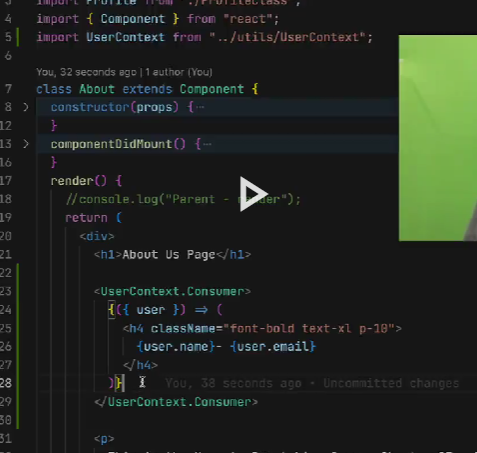 3 import Profile from "./ProfileClass";
4 import { Component } from "react";
5 import UserContext from "../utils/UserContext";
6
You, 32 seconds ago | 1 author (You)
7 class About extends Component {
8 > constructor(props) { ···
12 }
13 > componentDidMount() { ···
16 }
17 render() {
18 //console.log("Parent - render");
19 return (
20 <div>
21 <h1>About Us Page</h1>
22
23 <UserContext.Consumer>
24 {({ user }) => (
25 <h4 className="font-bold text-xl p-10">
26 {user.name}- {user.email}
27 </h4>
28 )} You, 38 seconds ago • Uncommitted changes
29 </UserContext.Consumer>
30
31 <p>